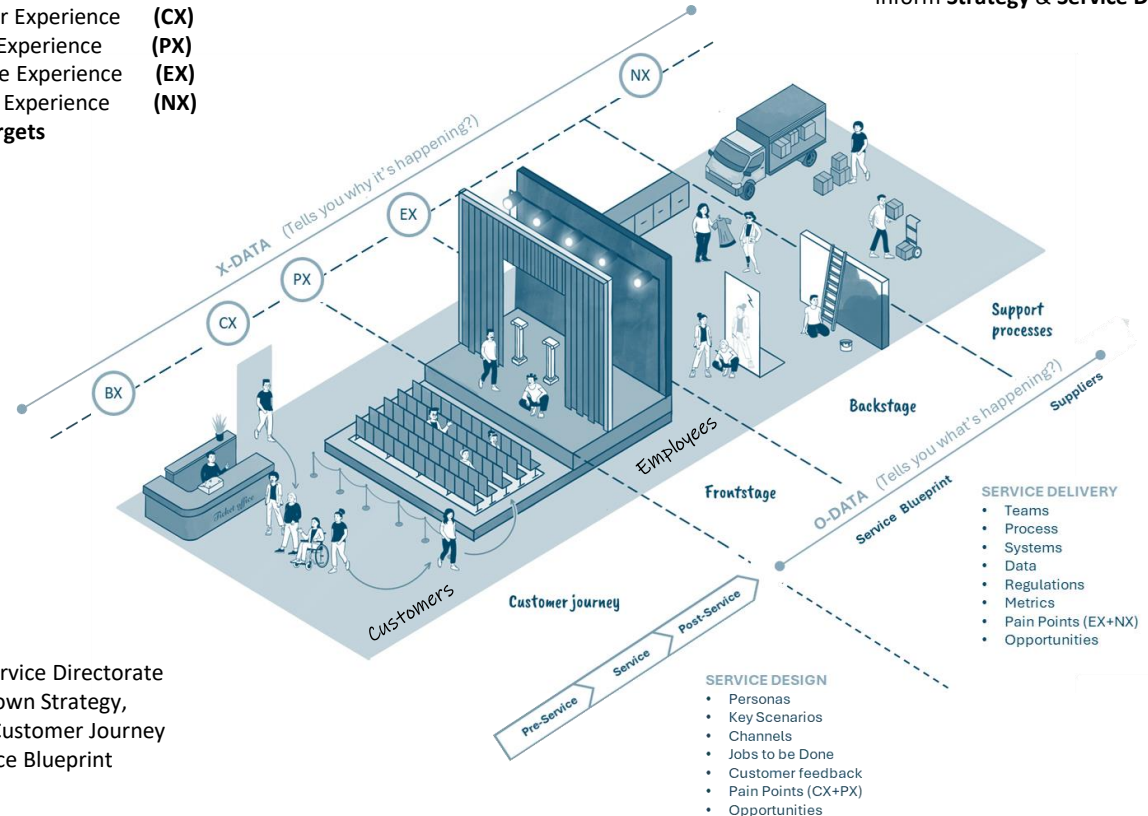 r Experience (CX)
Experience (PX)
e Experience (EX)
Experience (NX)
rgets
inform Strategy & Service D
NX
X-DATA (Tells you why it's happening?)
EX
PX
CX
BX
Ticket office
Support
processes
Backstage
Employees
Suppliers
O-DATA (Tells you what's happening?)
Service Blueprint
Frontstage
SERVICE DELIVERY
• Teams
• Process
• Systems
• Data
• Regulations
• Metrics
• Pain Points (EX+NX)
• Opportunities
Customers
Customer journey
Pre-Service
Service
Post-Service
rvice Directorate
own Strategy,
Customer Journey
ce Blueprint
SERVICE DESIGN
• Personas
• Key Scenarios
• Channels
• Jobs to be Done
• Customer feedback
• Pain Points (CX+PX)
• Opportunities